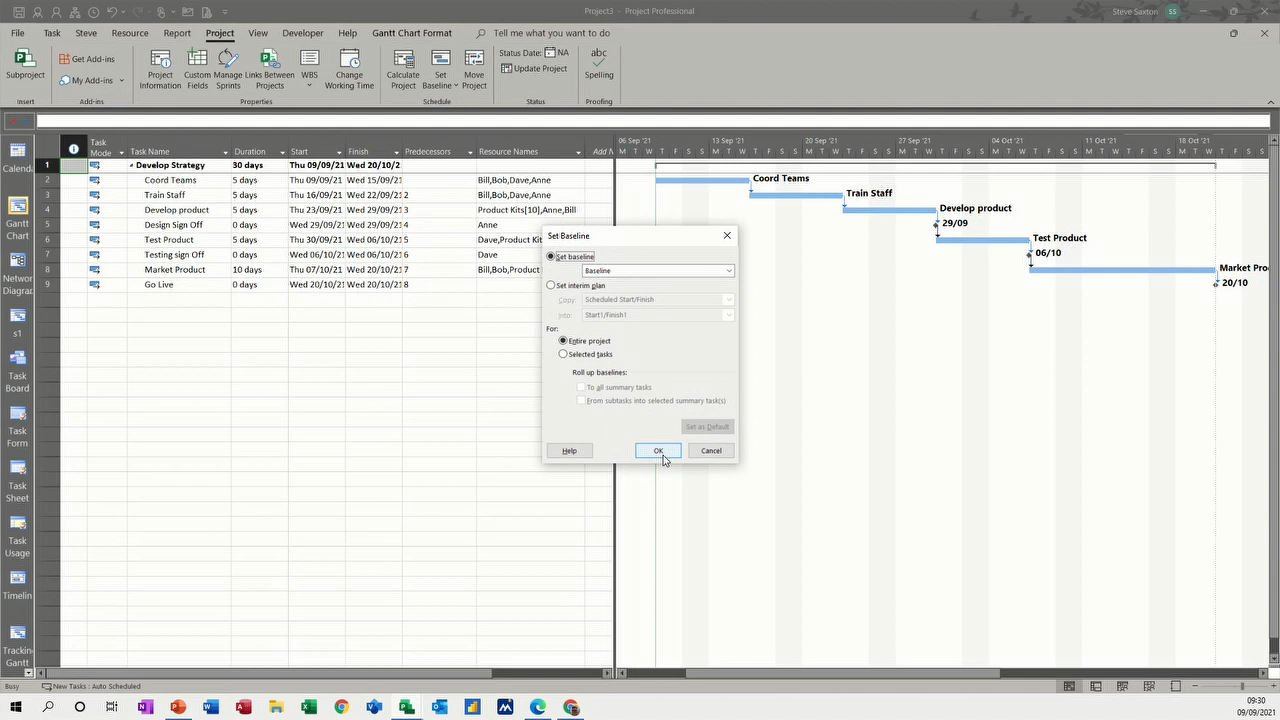 Project3 - Project Professional
Steve Saxton SS
File Task Steve Resource Report Project View Developer Help Gantt Chart Format Tell me what you want to do
Subproject
Get Add-ins
My Add-ins
Project Information
Custom Fields
Manage Sprints
Links Between Projects
WBS
Change Working Time
Calculate Project
Set Baseline
Move Project
Status Date: NA
Update Project
abc
Spelling
Insert Add-ins Properties Schedule Status Proofing
Task Mode Task Name Duration Start Finish Predecessors Resource Names Add N
06 Sep '21 13 Sep '21 20 Sep '21 27 Sep '21 04 Oct '21 11 Oct '21 18 Oct '21
1 Develop Strategy 30 days Thu 09/09/21 Wed 20/10/2
2 Coord Teams 5 days Thu 09/09/21 Wed 15/09/21 Bill,Bob,Dave,Anne
3 Train Staff 5 days Thu 16/09/21 Wed 22/09/21 2 Bill,Bob,Dave,Anne
4 Develop product 5 days Thu 23/09/21 Wed 29/09/21 3 Product Kits[10],Anne,Bill
5 Design Sign Off 0 days Wed 29/09/21 Wed 29/09/21 4 Anne
6 Test Product 5 days Thu 30/09/21 Wed 06/10/21 5 Dave,Product Kit
7 Testing sign Off 0 days Wed 06/10/21 Wed 06/10/21 6 Dave
8 Market Product 10 days Thu 07/10/21 Wed 20/10/21 7 Bill,Bob,Product
9 Go Live 0 days Wed 20/10/21 Wed 20/10/21 8
Coord Teams
Train Staff
Develop product
29/09
Test Product
06/10
Market Pro
20/10
Set Baseline
Set baseline
Baseline
Set interim plan
Copy: Scheduled Start/Finish
Into: Start1/Finish1
For:
Entire project
Selected tasks
Roll up baselines:
To all summary tasks
From subtasks into selected summary task(s)
Set as Default
Help OK Cancel
Calend
Gantt Chart
Network Diagram
s1
Task Board
Task Form
Task Sheet
Task Usage
Timelin
Tracking Gantt
Busy New Tasks : Auto Scheduled
09:30
09/09/2021